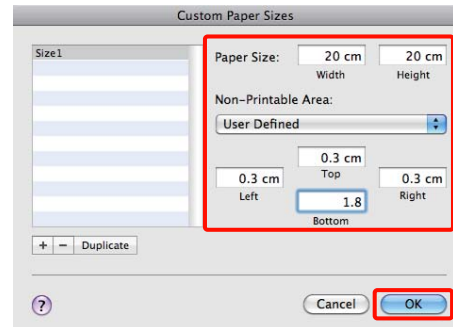 Custom Paper Sizes
Size1
Paper Size: 20 cm 20 cm
Width Height
Non-Printable Area:
User Defined
0.3 cm
Top
0.3 cm 0.3 cm
Left Right
1.8
Bottom
+ − Duplicate
? Cancel OK